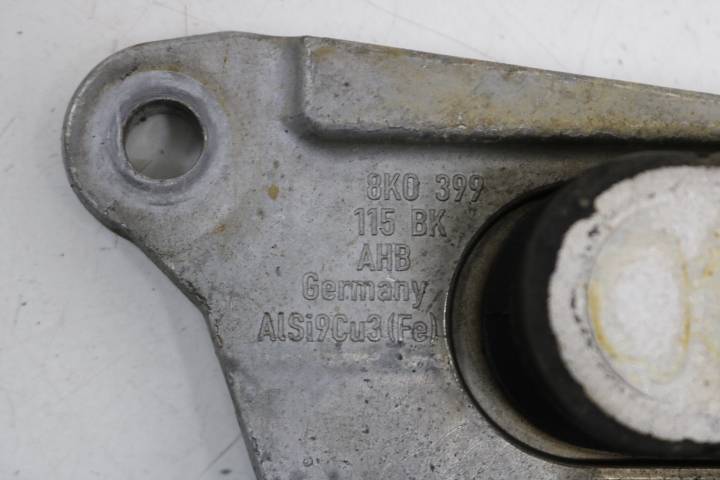 8K0 399
115 BK
AHB
Germany
AlSi9Cu3(Fe)